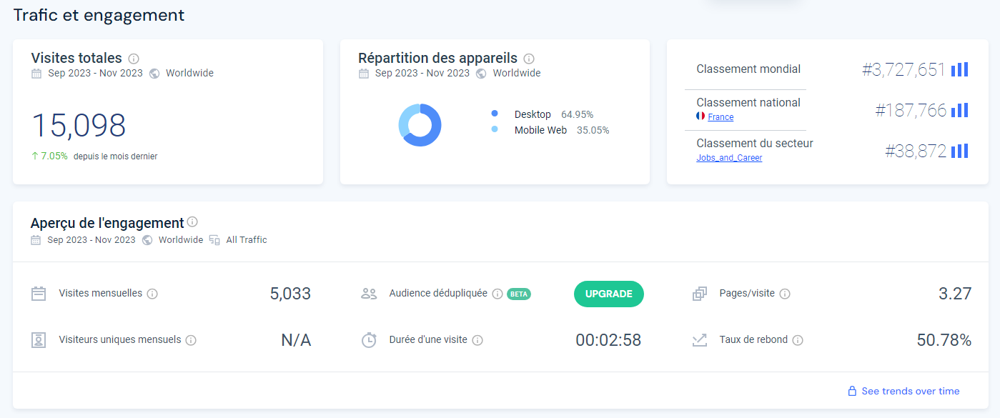 Trafic et engagement
Visites totales
Sep 2023 - Nov 2023 Worldwide
15,098
↑ 7.05% depuis le mois dernier
Répartition des appareils
Sep 2023 - Nov 2023 Worldwide
Desktop 64.95%
Mobile Web 35.05%
Classement mondial #3,727,651
Classement national #187,766
France
Classement du secteur #38,872
Jobs_and_Career
Aperçu de l'engagement
Sep 2023 - Nov 2023 Worldwide All Traffic
Visites mensuelles 5,033
Audience dédupliquée BETA UPGRADE
Pages/visite 3.27
Visiteurs uniques mensuels N/A
Durée d'une visite 00:02:58
Taux de rebond 50.78%
See trends over time